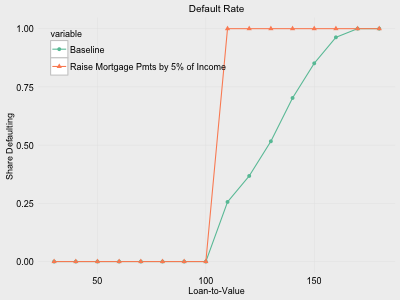 Default Rate
variable
Baseline
Raise Mortgage Pmts by 5% of Income
1.00
0.75
0.50
0.25
0.00
Share Defaulting
50
100
150
Loan-to-Value